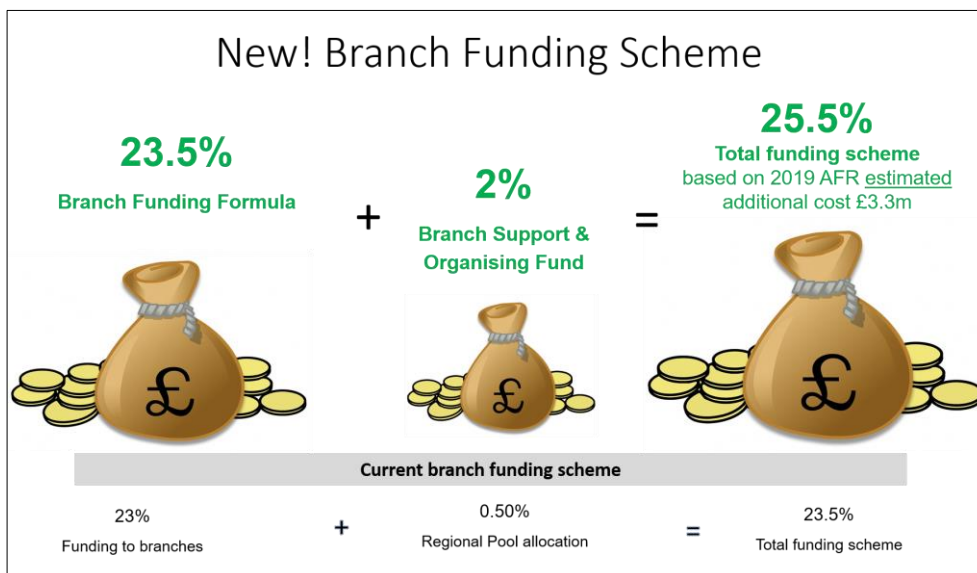 New! Branch Funding Scheme
23.5%
Branch Funding Formula
+
2%
Branch Support &
Organising Fund
=
25.5%
Total funding scheme
based on 2019 AFR estimated
additional cost £3.3m
£
£
£
Current branch funding scheme
23%
Funding to branches
+
0.50%
Regional Pool allocation
=
23.5%
Total funding scheme